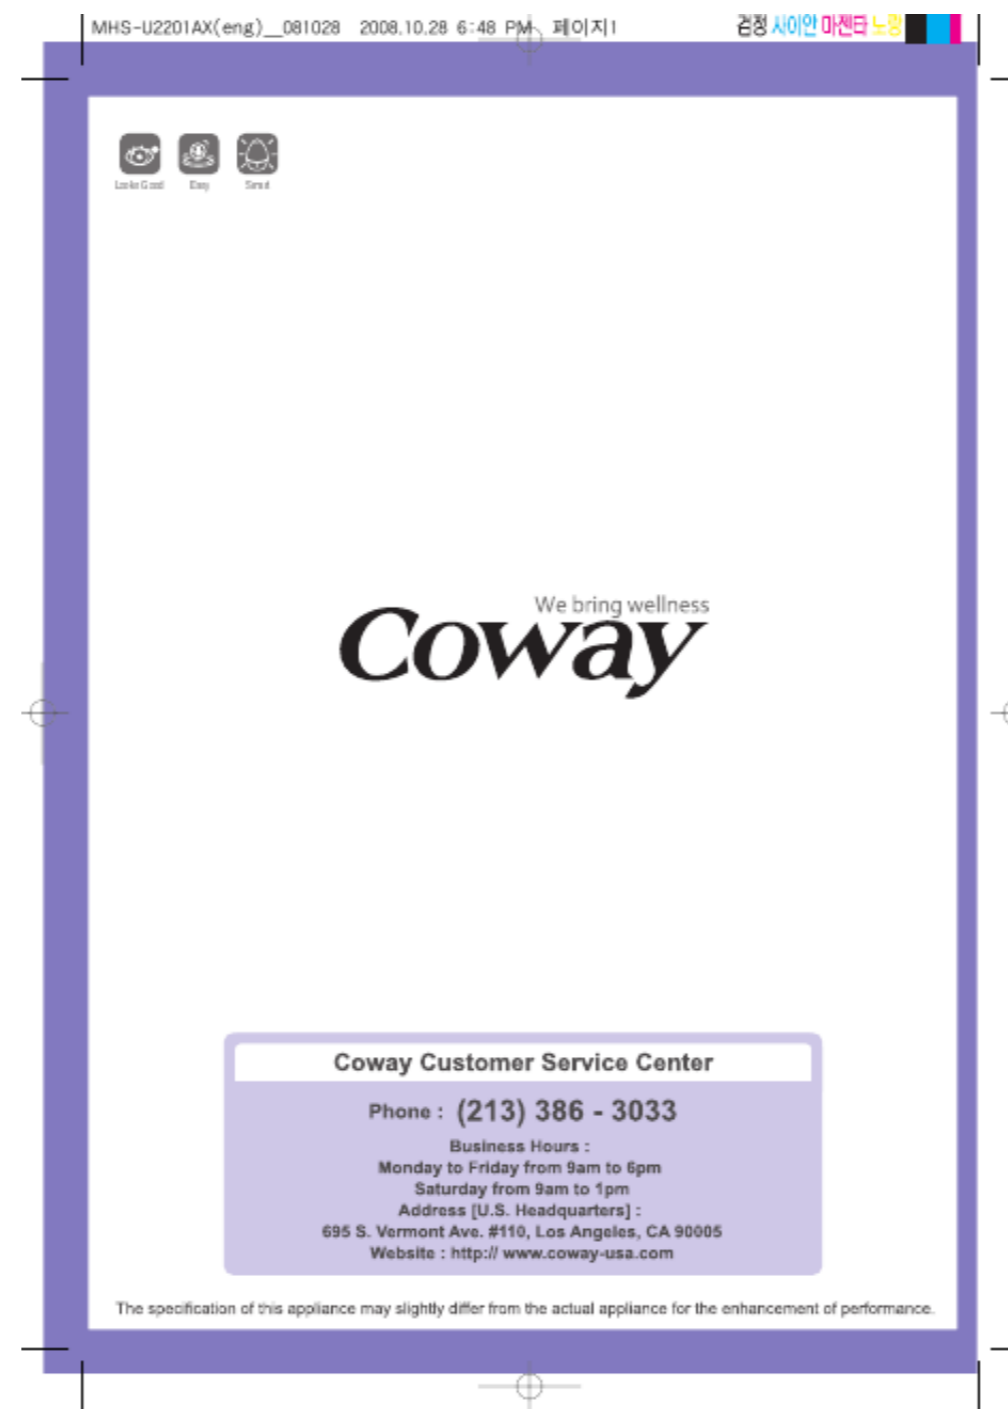 MHS-U2201AX(eng)__081028 2008.10.28 6:48 PM 페이지1
검정 사이안 마젠타 노랑
Looks Good Easy Smart
We bring wellness
Coway
Coway Customer Service Center
Phone : (213) 386 - 3033
Business Hours :
Monday to Friday from 9am to 6pm
Saturday from 9am to 1pm
Address [U.S. Headquarters] :
695 S. Vermont Ave. #110, Los Angeles, CA 90005
Website : http:// www.coway-usa.com
The specification of this appliance may slightly differ from the actual appliance for the enhancement of performance.